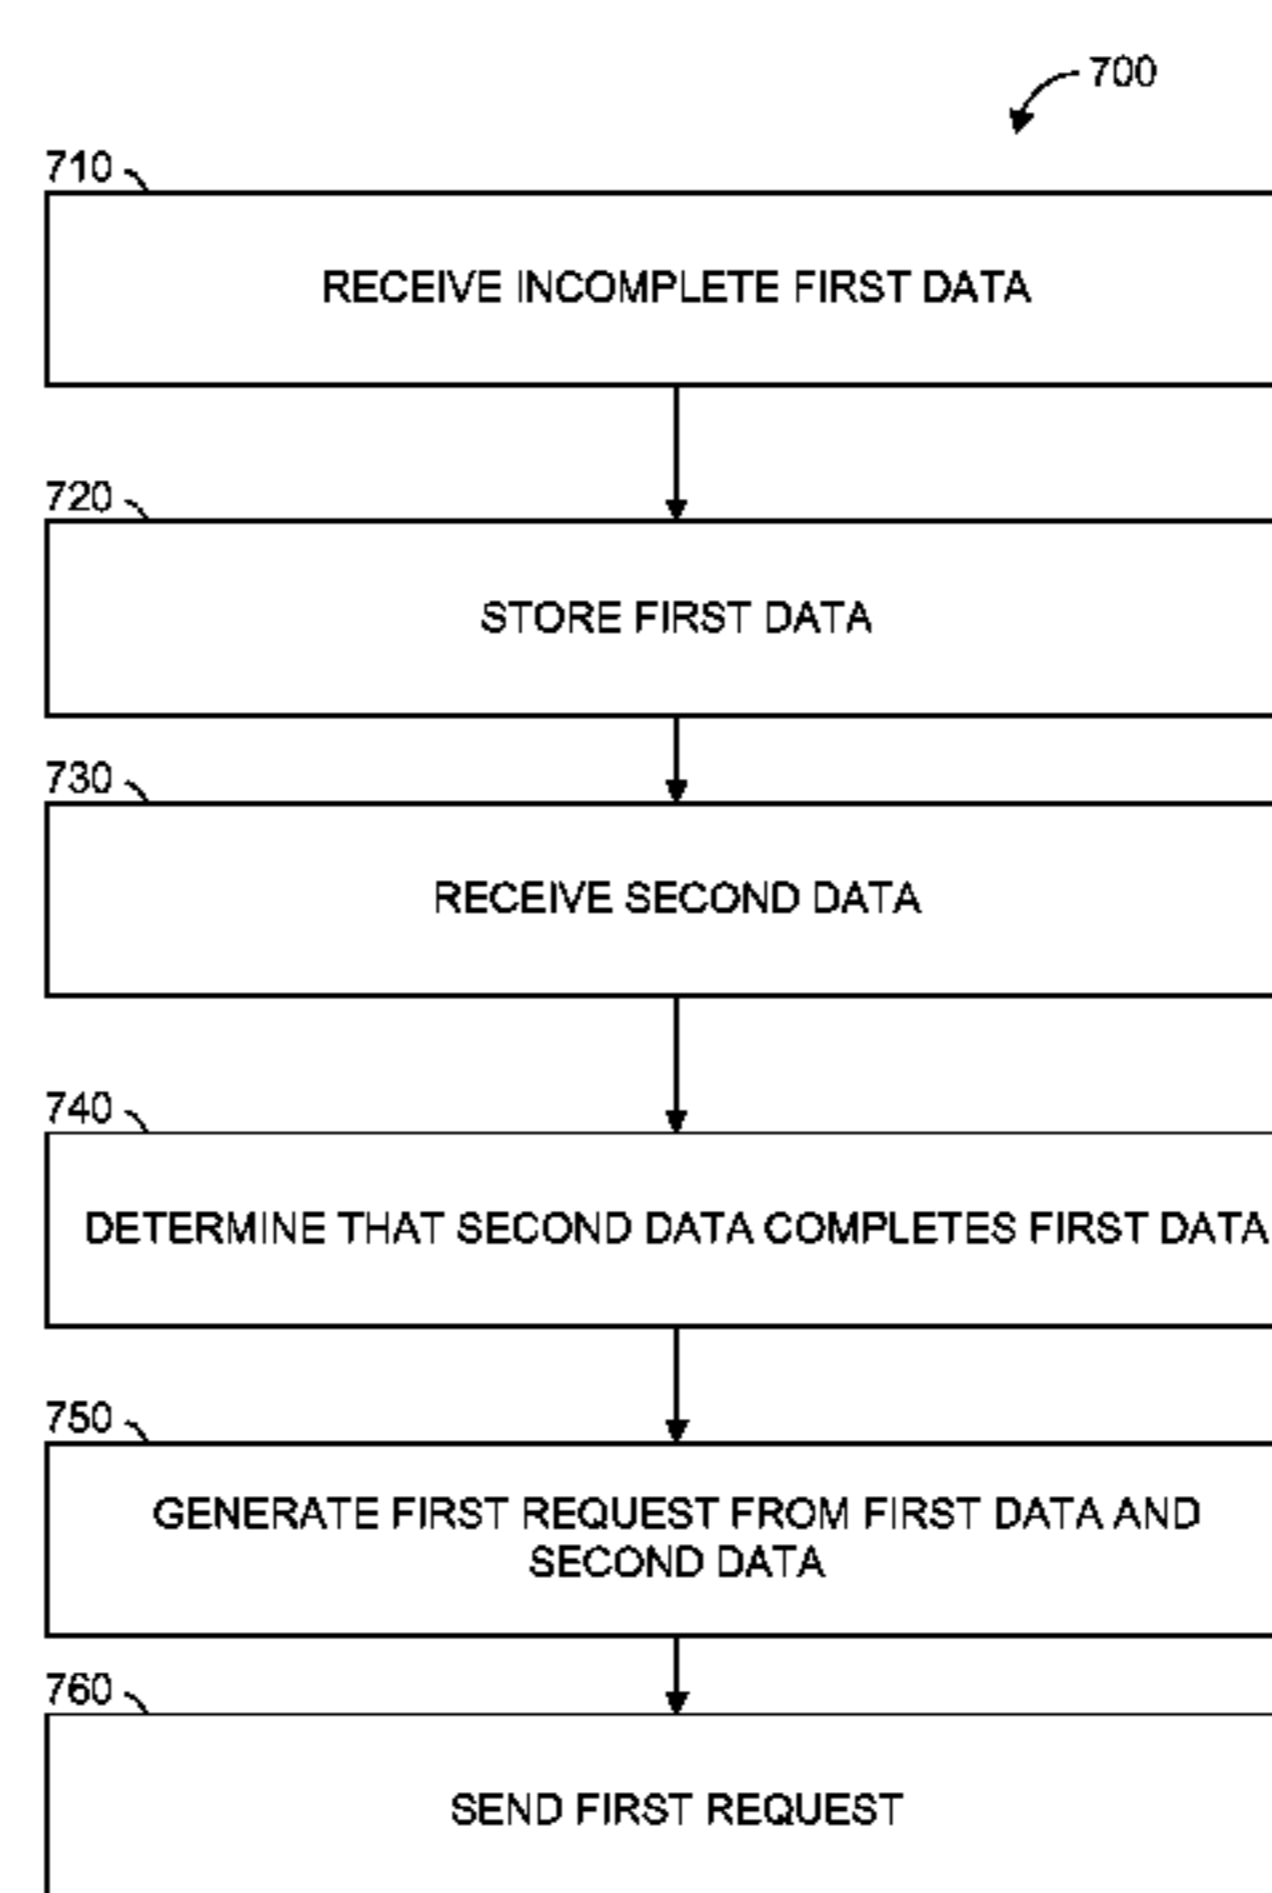 700
710
RECEIVE INCOMPLETE FIRST DATA
720
STORE FIRST DATA
730
RECEIVE SECOND DATA
740
DETERMINE THAT SECOND DATA COMPLETES FIRST DATA
750
GENERATE FIRST REQUEST FROM FIRST DATA AND
SECOND DATA
760
SEND FIRST REQUEST